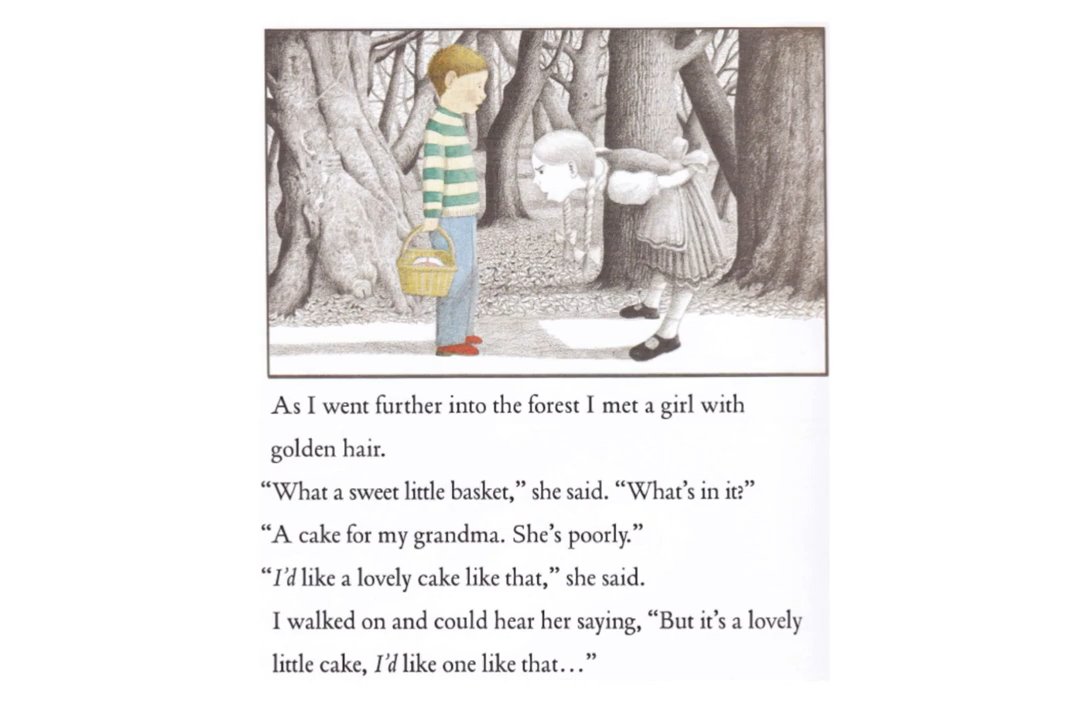 As I went further into the forest I met a girl with
golden hair.
“What a sweet little basket,” she said. “What’s in it?”
“A cake for my grandma. She’s poorly.”
“I’d like a lovely cake like that,” she said.
I walked on and could hear her saying, “But it’s a lovely
little cake, I’d like one like that…”